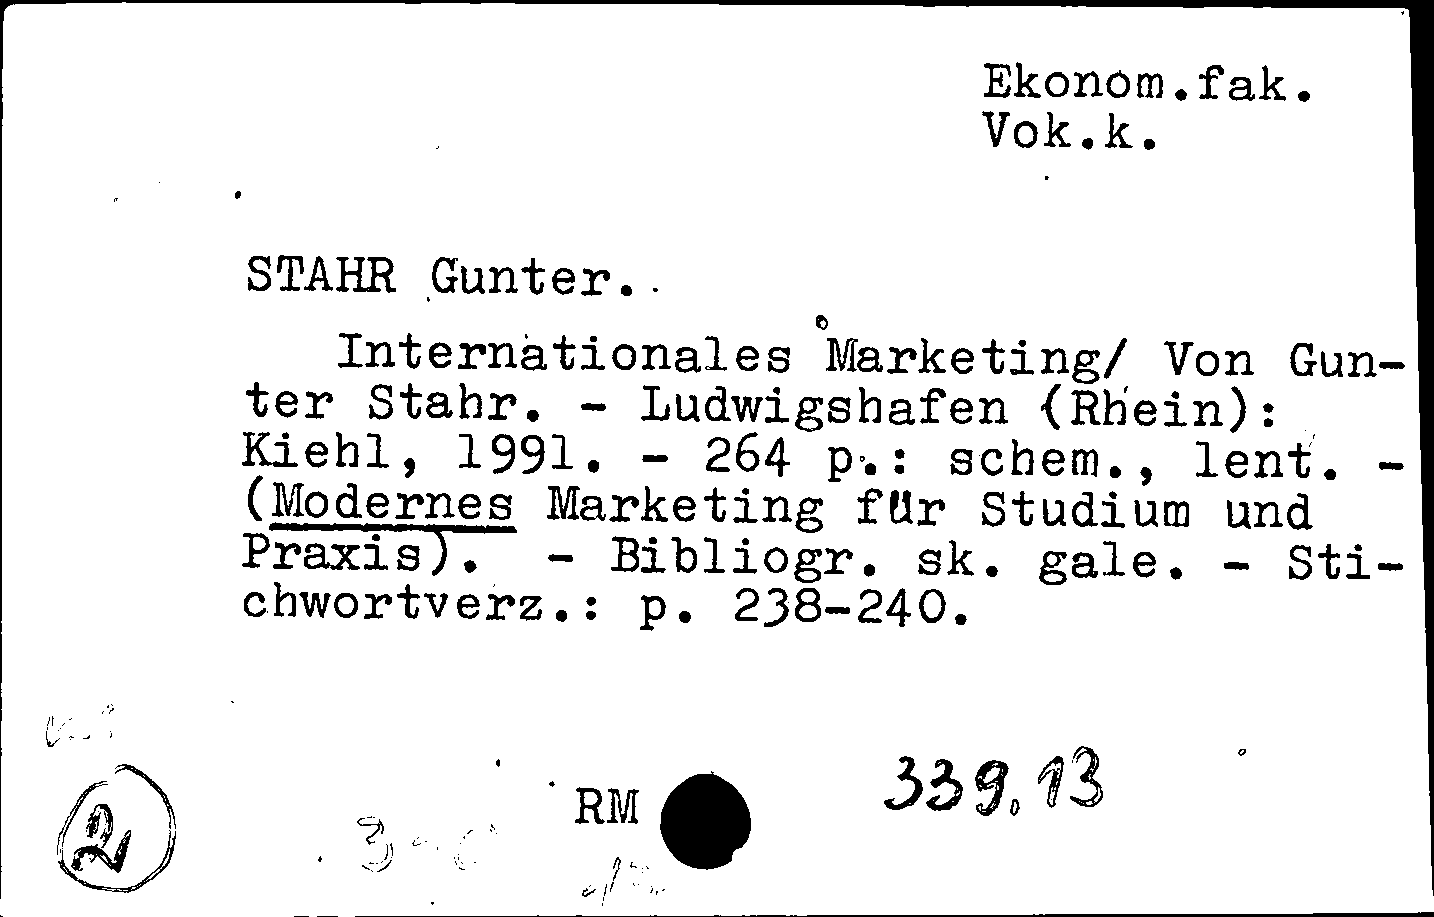 Ekonom.fak.
Vok.k.
STAHR Gunter.
Internationales Marketing/ Von Gun-
ter Stahr. - Ludwigshafen (Rhein):
Kiehl, 1991. - 264 p.: schem., lent. -
(Modernes Marketing für Studium und
Praxis). - Bibliogr. sk. gale. - Sti-
chwortverz.: p. 238-240.
339.13
RM
2